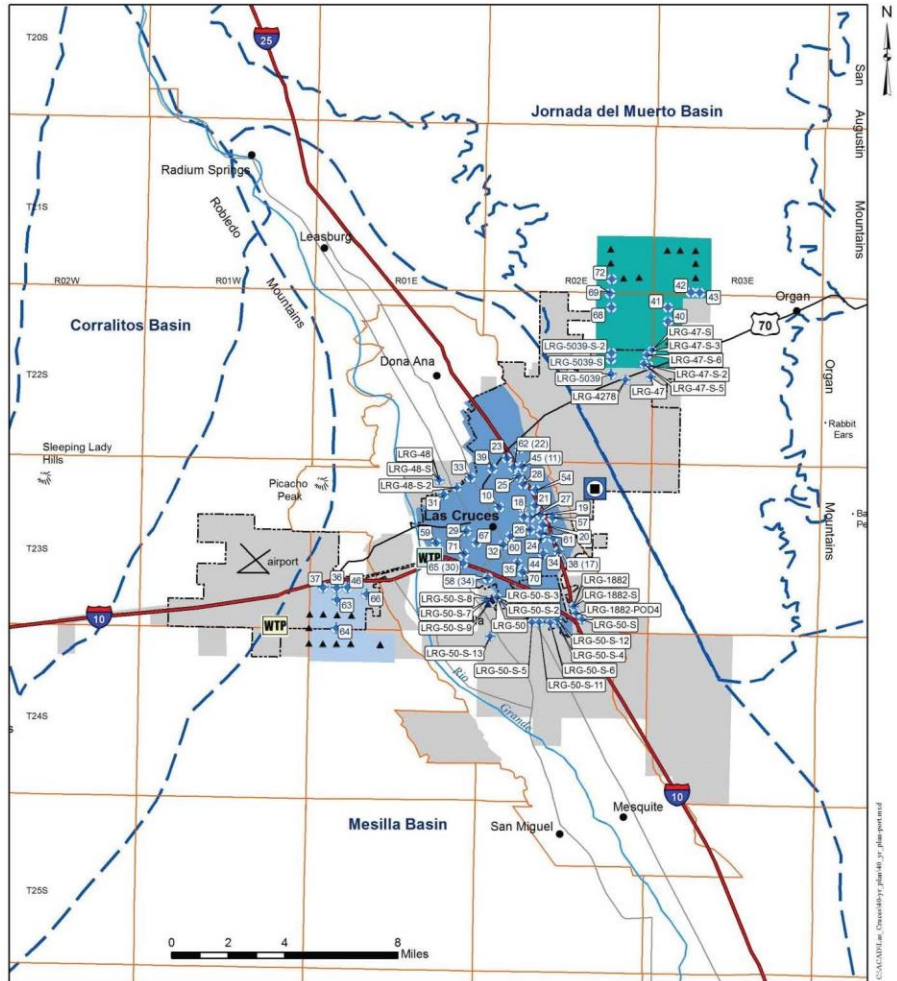 N
T20S
25
San
Augustin
Mountains
Jornada del Muerto Basin
Radium Springs
T21S
Robledo
Mountains
Leasburg
R02W
R01W
R01E
R02E
R03E
72
69
68
42
43
41
40
Organ
70
LRG-47-S
LRG-47-S-3
LRG-47-S-6
LRG-47-S-2
LRG-47-S-5
LRG-5039-S-2
LRG-5039-S
LRG-5039
LRG-4278
LRG-47
Corralitos Basin
Dona Ana
T22S
Organ
Mountains
Rabbit
Ears
Sleeping Lady
Hills
Picacho
Peak
LRG-48
LRG-48-S
LRG-48-S-2
23
62 (22)
39
45 (11)
33
28
54
25
31
10
18
21
27
19
Las Cruces
57
59
29
26
20
67
61
T23S
71
32
60
24
WTP
airport
65 (30)
35
44
34
38 (17)
37
36
46
58 (34)
70
66
63
64
10
WTP
LRG-1882
LRG-1882-S
LRG-1882-POD4
LRG-50-S-3
LRG-50-S-8
LRG-50-S-2
LRG-50-S-7
LRG-50
LRG-50-S
LRG-50-S-9
LRG-50-S-12
LRG-50-S-13
LRG-50-S-4
LRG-50-S-5
LRG-50-S-6
LRG-50-S-11
Rio
Grande
T24S
10
Mesquite
San Miguel
Mesilla Basin
T25S
0 2 4 8
Miles